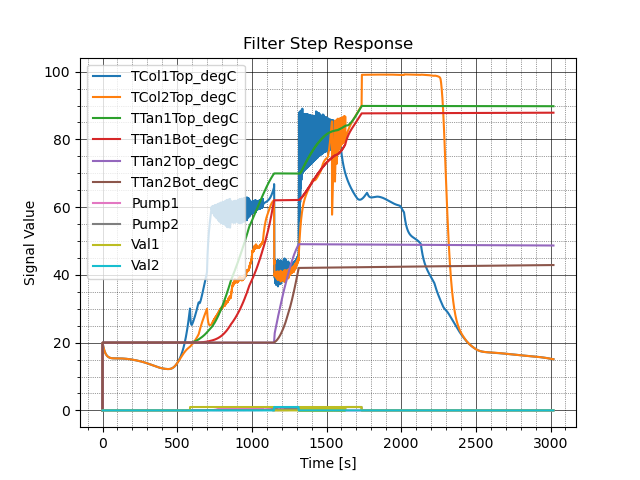 Filter Step Response
Signal Value
100
80
60
40
20
0
TCol1Top_degC
TCol2Top_degC
TTan1Top_degC
TTan1Bot_degC
TTan2Top_degC
TTan2Bot_degC
Pump1
Pump2
Val1
Val2
0 500 1000 1500 2000 2500 3000
Time [s]